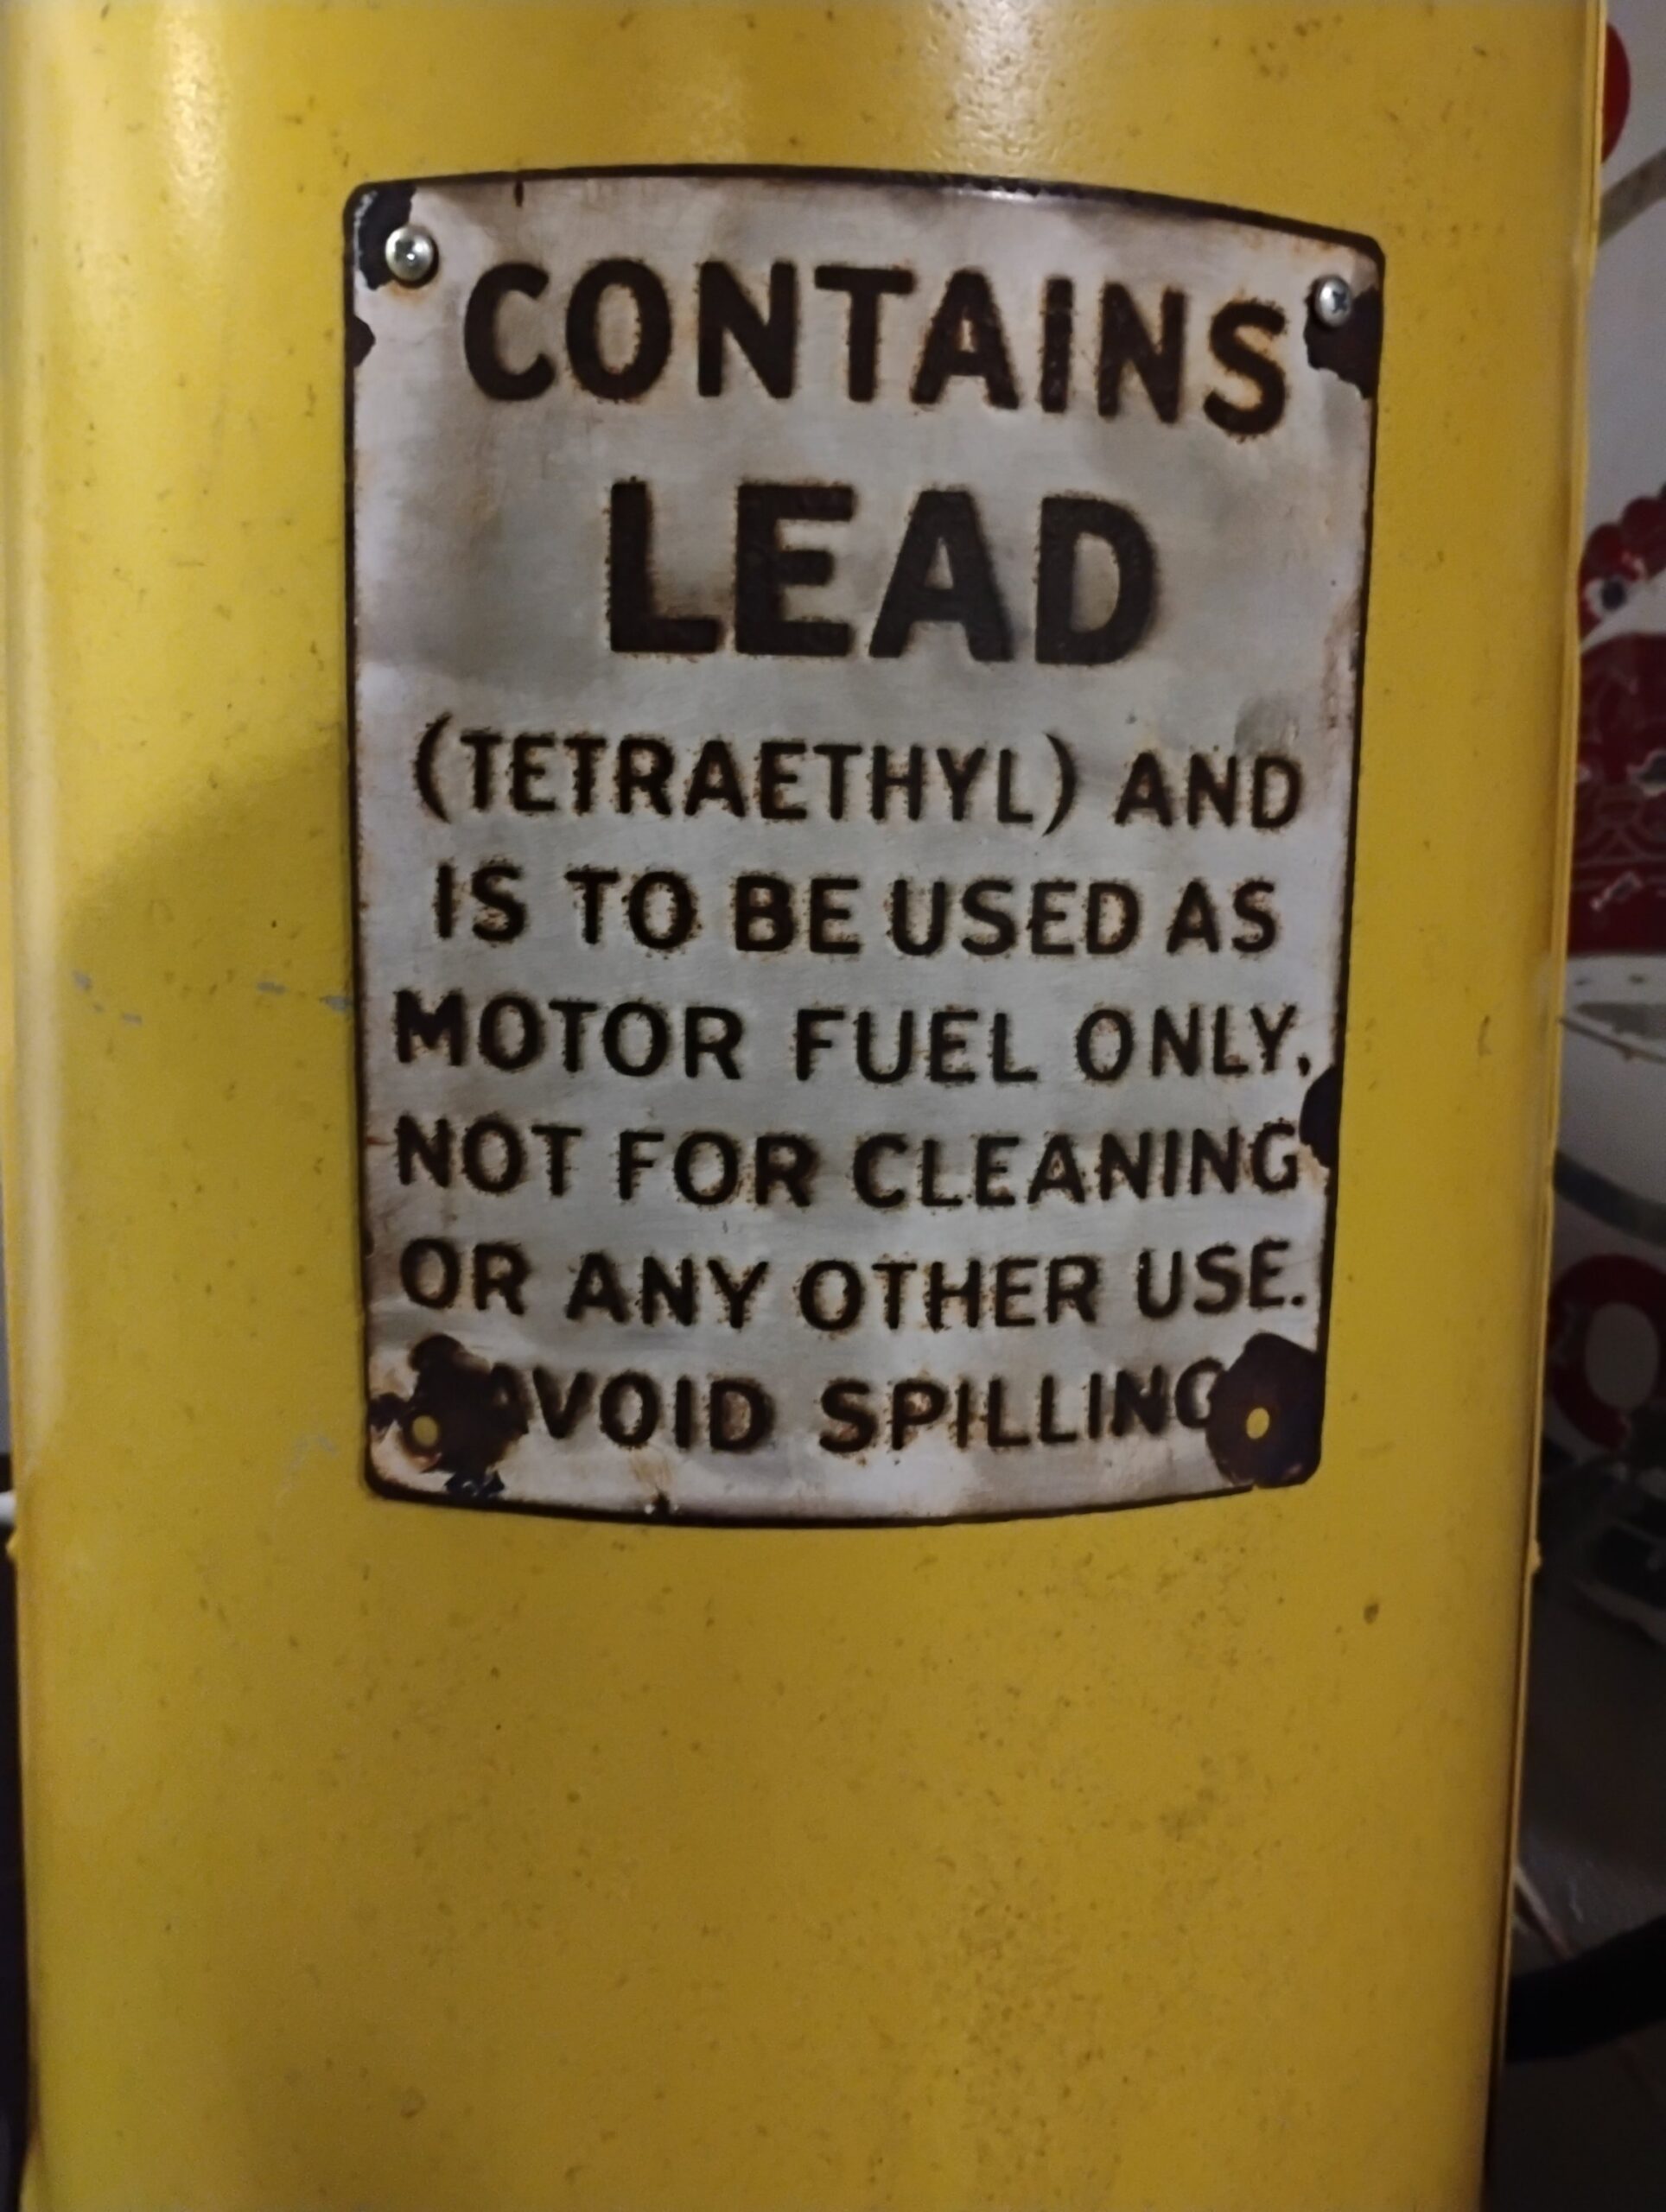 CONTAINS
LEAD
(TETRAETHYL) AND
IS TO BE USED AS
MOTOR FUEL ONLY,
NOT FOR CLEANING
OR ANY OTHER USE.
AVOID SPILLING